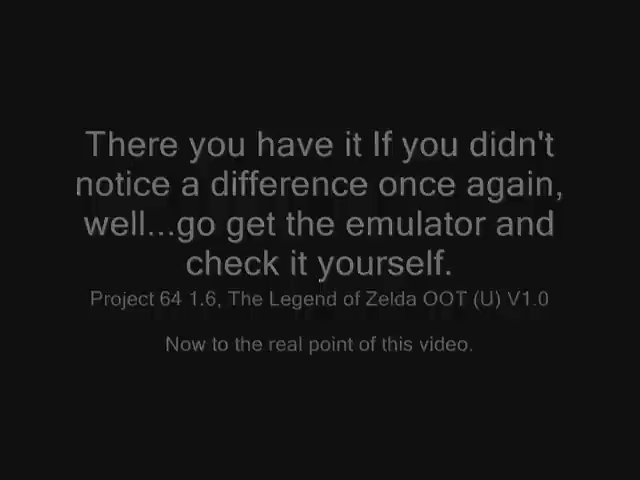 There you have it If you didn't
notice a difference once again,
well...go get the emulator and
check it yourself.
Project 64 1.6, The Legend of Zelda OOT (U) V1.0
Now to the real point of this video.